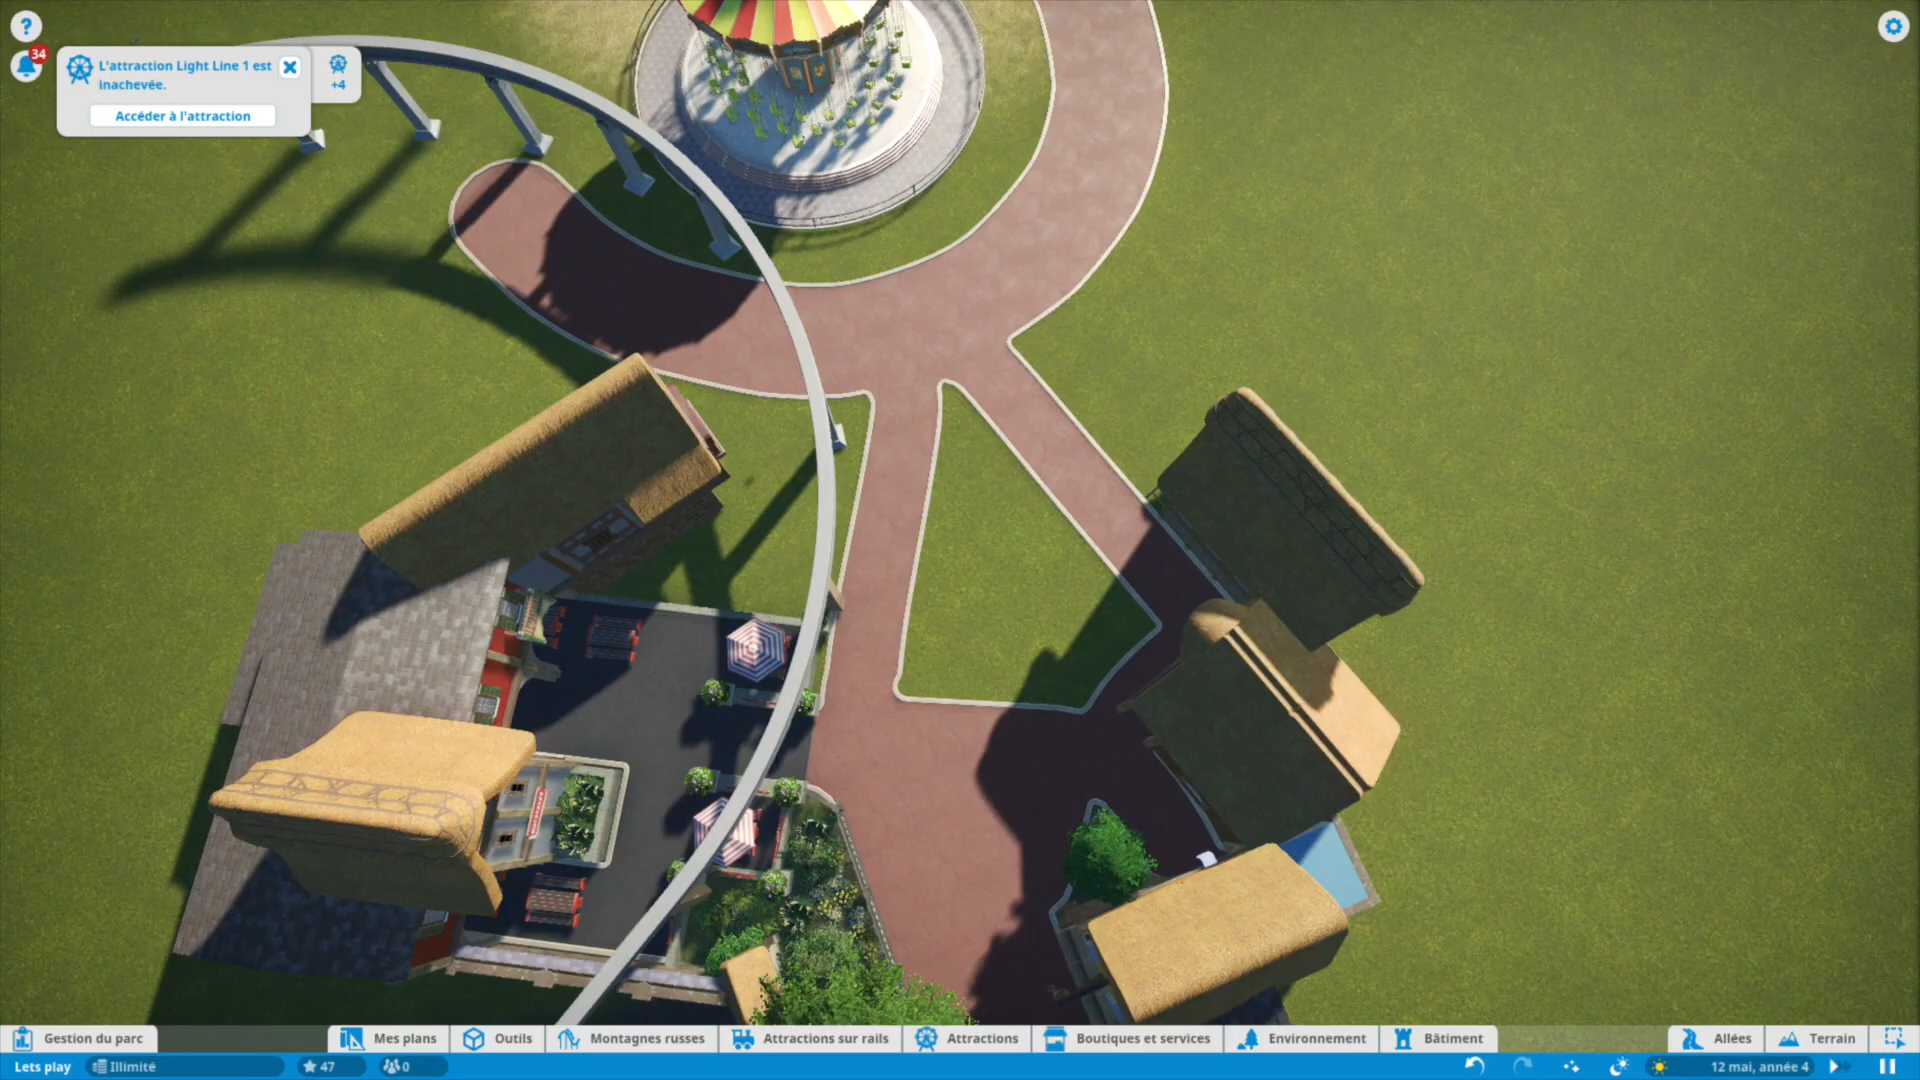 ?
34
L'attraction Light Line 1 est
inachevée.
+4
Accéder à l'attraction
Gestion du parc
Mes plans
Outils
Montagnes russes
Attractions sur rails
Attractions
Boutiques et services
Environnement
Bâtiment
Allées
Terrain
Lets play
Illimité
47
0
12 mai, année 4